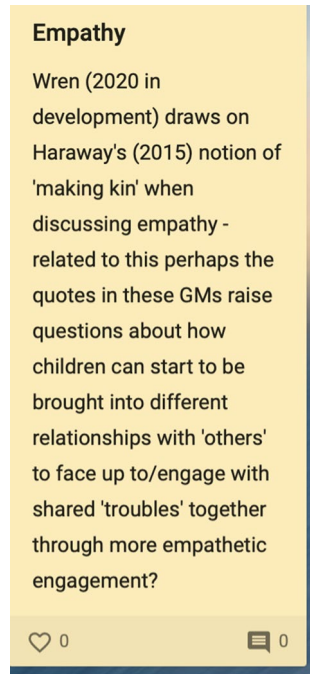 Empathy
Wren (2020 in
development) draws on
Haraway's (2015) notion of
'making kin' when
discussing empathy -
related to this perhaps the
quotes in these GMs raise
questions about how
children can start to be
brought into different
relationships with 'others'
to face up to/engage with
shared 'troubles' together
through more empathetic
engagement?
0 0